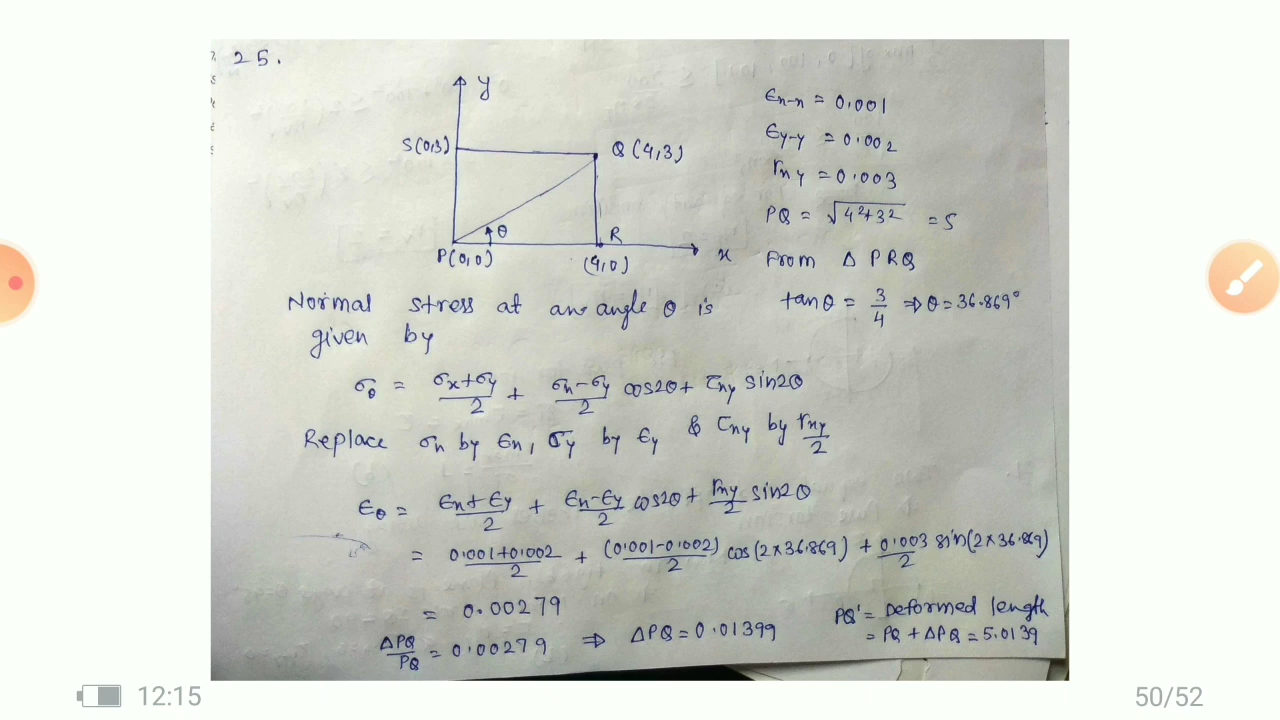 25.
y
S(0,3)
Q(4,3)
θ
P(0,0)
R
(4,0)
x
ϵx-x = 0.001
ϵy-y = 0.002
rxy = 0.003
PQ = √4²+3² = 5
From Δ PRQ
tanθ = 3/4 ⇒ θ = 36.869°
Normal stress at an angle θ is
given by
σθ = σx+σy/2 + σx-σy/2 cos2θ + τxy sin2θ
Replace σx by ϵx, σy by ϵy & τxy by rxy/2
ϵθ = ϵx+ϵy/2 + ϵx-ϵy/2 cos2θ + rxy/2 sin2θ
= 0.001+0.002/2 + (0.001-0.002)/2 cos(2×36.869) + 0.003/2 sin(2×36.869)
= 0.00279
ΔPQ/PQ = 0.00279 ⇒ ΔPQ = 0.01399
PQ' = Deformed length
= PQ + ΔPQ = 5.0139
12:15
50/52